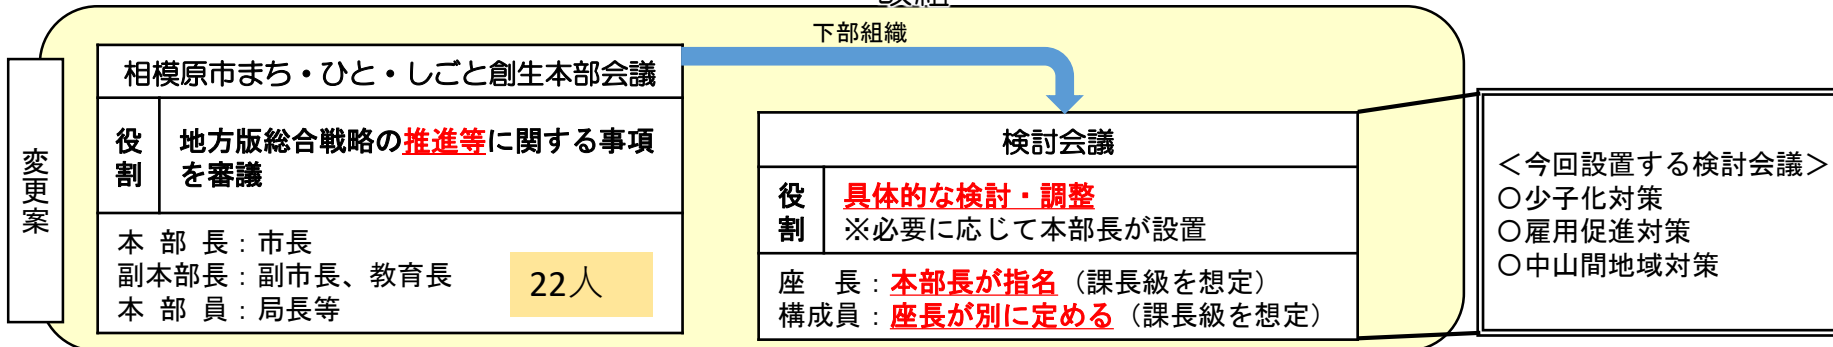 下部組織
変更案
相模原市まち・ひと・しごと創生本部会議
役割
地方版総合戦略の推進等に関する事項
を審議
本 部 長：市長
副本部長：副市長、教育長
本 部 員：局長等
22人
検討会議
役割
具体的な検討・調整
※必要に応じて本部長が設置
座　長：本部長が指名（課長級を想定）
構成員：座長が別に定める（課長級を想定）
＜今回設置する検討会議＞
○少子化対策
○雇用促進対策
○中山間地域対策